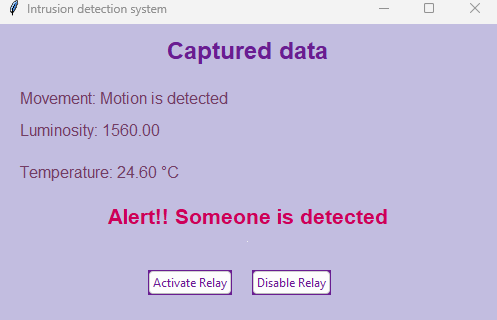 Intrusion detection system
Captured data
Movement: Motion is detected
Luminosity: 1560.00
Temperature: 24.60 °C
Alert!! Someone is detected
Activate Relay Disable Relay